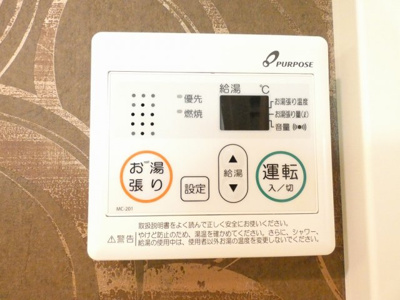 PURPOSE
給湯 ℃
優先
燃焼
お湯張り温度
お湯張り量(ℓ)
音量
お湯張り
設定
給湯
運転
入/切
MC-281
取扱説明書をよく読んで正しく安全にお使いください。
⚠警告 やけど防止のため、湯温を確かめてください。さらに、シャワー、
給湯の使用中は、使用者以外お湯の温度を変更しないでください。